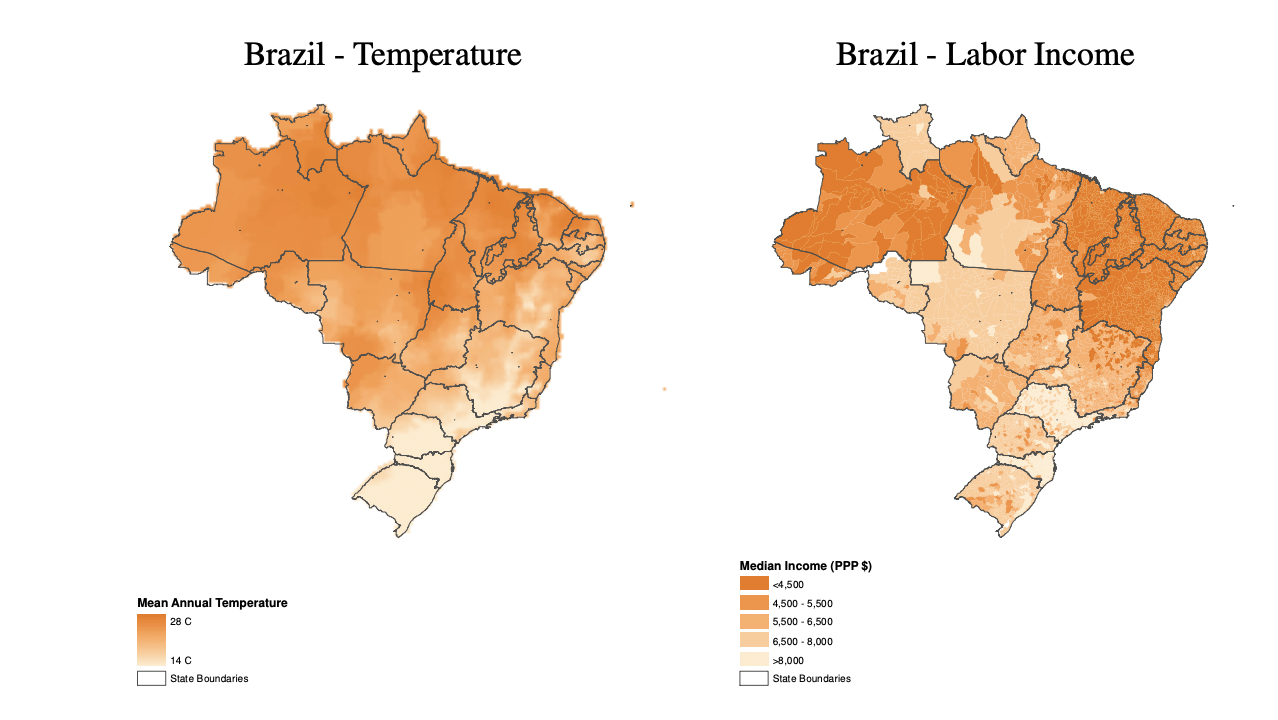 Brazil - Temperature
Brazil - Labor Income
Mean Annual Temperature
28 C
14 C
State Boundaries
Median Income (PPP $)
<4,500
4,500 - 5,500
5,500 - 6,500
6,500 - 8,000
>8,000
State Boundaries